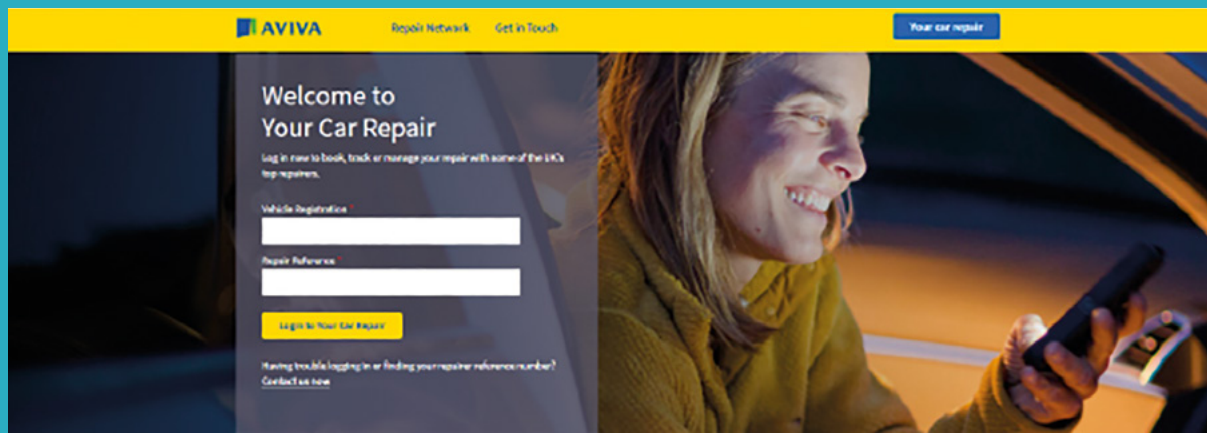 AVIVA
Repair Network
Get in Touch
Your car repair
Welcome to
Your Car Repair
Log in now to book, track or manage your repair with some of the UK's
top repairers.
Vehicle Registration *
Repair Reference *
Login to Your Car Repair
Having trouble logging in or finding your repairer reference number?
Contact us now